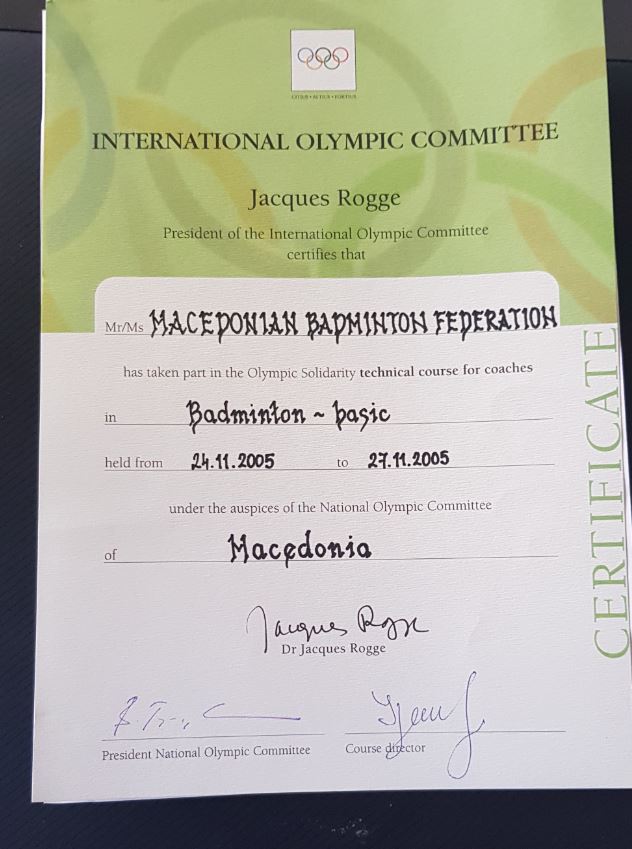 CITIUS • ALTIUS • FORTIUS
INTERNATIONAL OLYMPIC COMMITTEE
Jacques Rogge
President of the International Olympic Committee
certifies that
Mr/Ms MACEDONIAN BADMINTON FEDERATION
has taken part in the Olympic Solidarity technical course for coaches
in Badminton ~ basic
held from 24.11.2005 to 27.11.2005
under the auspices of the National Olympic Committee
of Macedonia
Jacques Rogge
Dr Jacques Rogge
President National Olympic Committee
Course director
CERTIFICATE